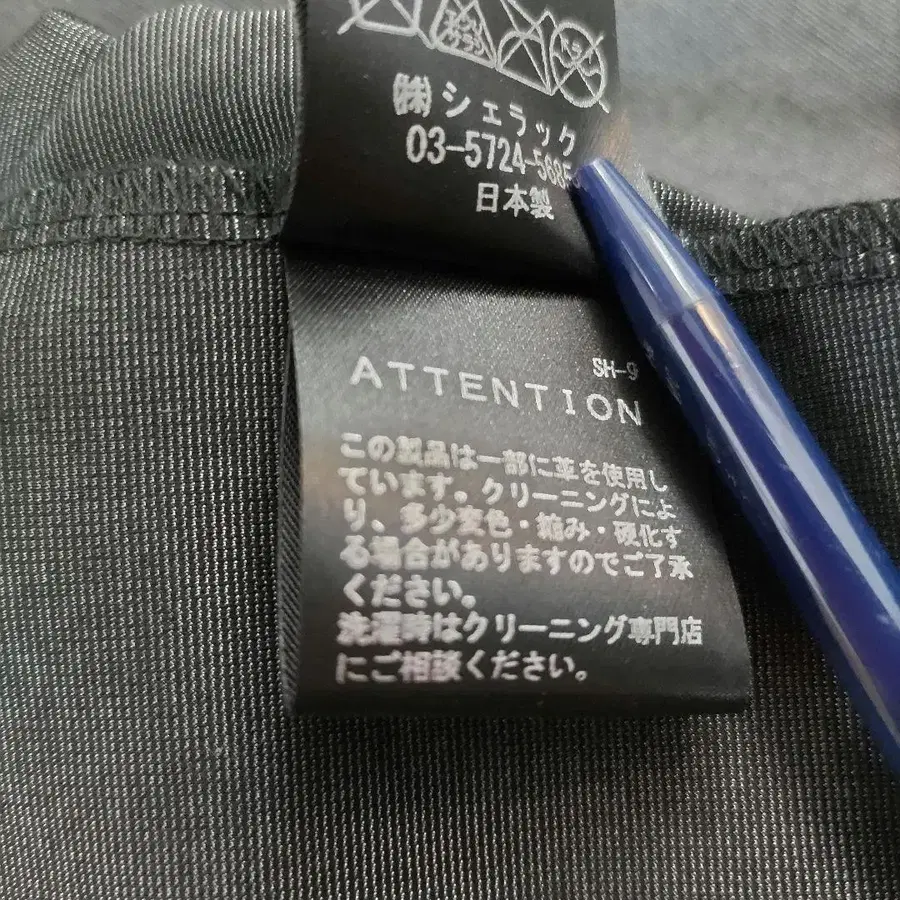 ㈱シェラック
03-5724-5685
日本製
SH-9
ATTENTION
この製品は一部に革を使用し
ています。クリーニングによ
り、多少変色・縮み・硬化す
る場合がありますのでご了承
ください。
洗濯時はクリーニング専門店
にご相談ください。